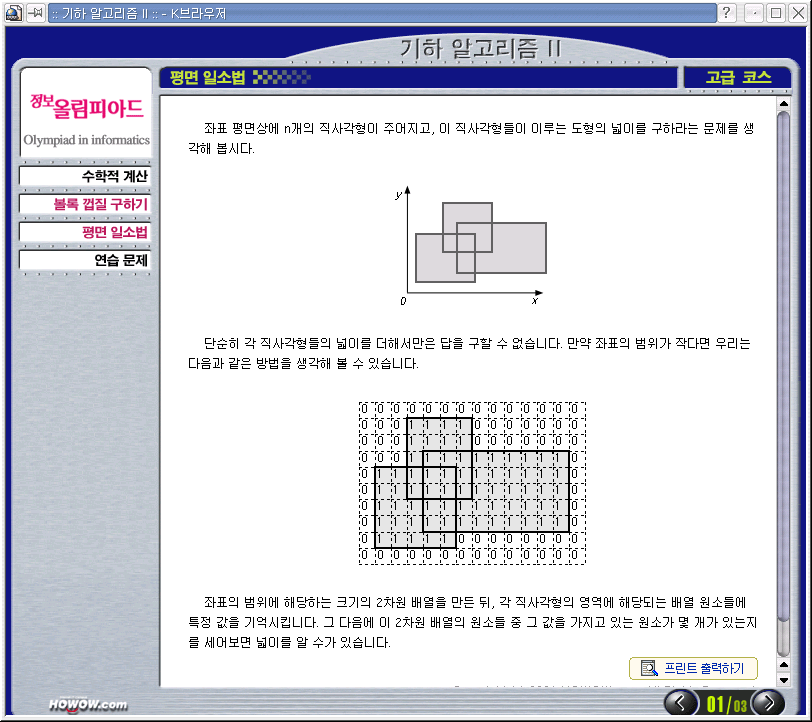 :: 기하 알고리즘 II :: - K브라우저
기하 알고리즘 II
평면 일소법
고급 코스
정보올림피아드
Olympiad in informatics
수학적 계산
볼록 껍질 구하기
평면 일소법
연습 문제
좌표 평면상에 n개의 직사각형이 주어지고, 이 직사각형들이 이루는 도형의 넓이를 구하라는 문제를 생
각해 봅시다.
y
0
x
단순히 각 직사각형들의 넓이를 더해서만은 답을 구할 수 없습니다. 만약 좌표의 범위가 작다면 우리는
다음과 같은 방법을 생각해 볼 수 있습니다.
0 0 0 0 0 0 0 0 0 0 0 0 0 0
0 0 0 1 1 1 1 0 0 0 0 0 0 0
0 0 0 1 1 1 1 0 0 0 0 0 0 0
0 0 0 1 1 1 1 1 1 1 1 1 1 0
0 1 1 1 1 1 1 1 1 1 1 1 1 0
0 1 1 1 1 1 1 1 1 1 1 1 1 0
0 1 1 1 1 1 1 1 1 1 1 1 1 0
0 1 1 1 1 1 1 1 1 1 1 1 1 0
0 1 1 1 1 1 0 0 0 0 0 0 0 0
0 0 0 0 0 0 0 0 0 0 0 0 0 0
좌표의 범위에 해당하는 크기의 2차원 배열을 만든 뒤, 각 직사각형의 영역에 해당되는 배열 원소들에
특정 값을 기억시킵니다. 그 다음에 이 2차원 배열의 원소들 중 그 값을 가지고 있는 원소가 몇 개가 있는지
를 세어보면 넓이를 알 수가 있습니다.
프린트 출력하기
HOWOW.com
01/03